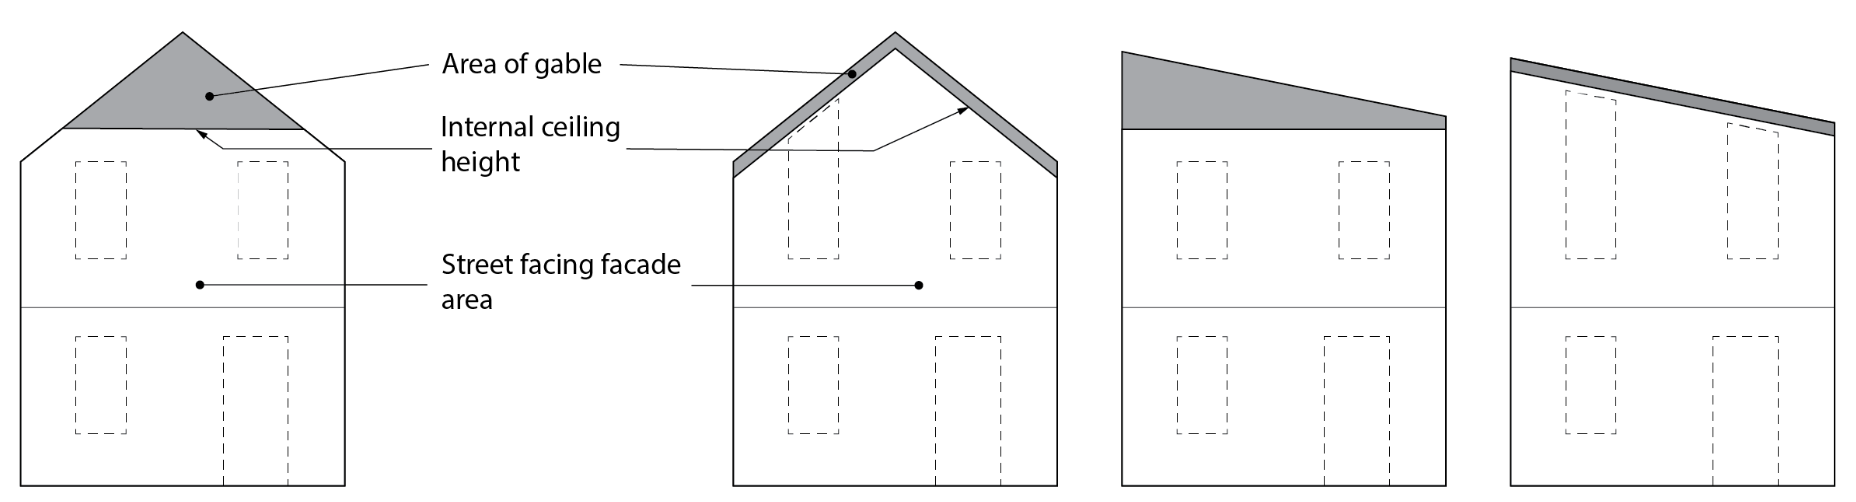 Area of gable
Internal ceiling
height
Street facing facade
area